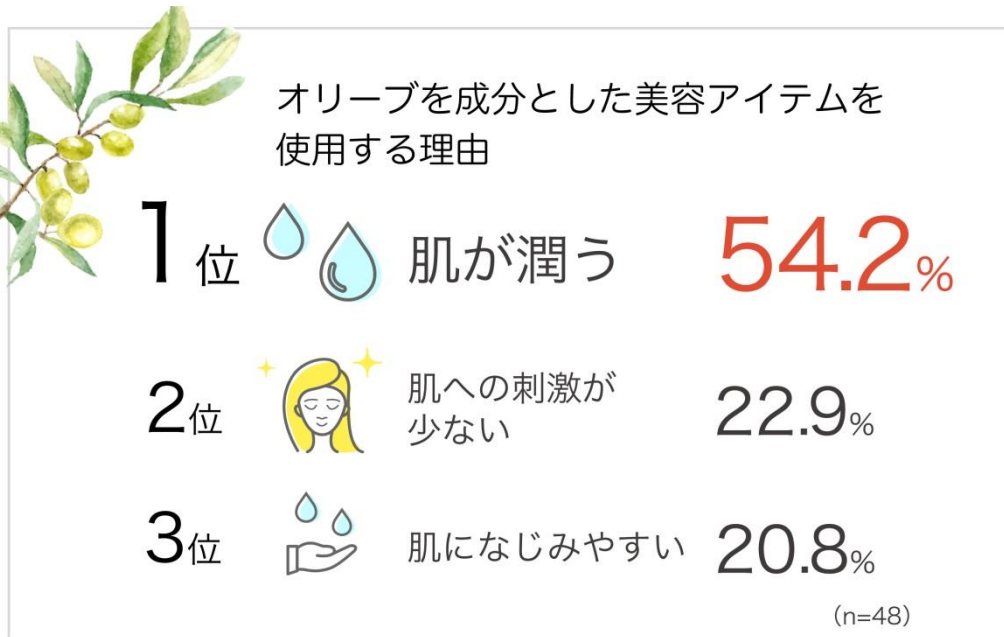 オリーブを成分とした美容アイテムを
使用する理由
1位 肌が潤う 54.2%
2位 肌への刺激が
少ない 22.9%
3位 肌になじみやすい 20.8%
(n=48)